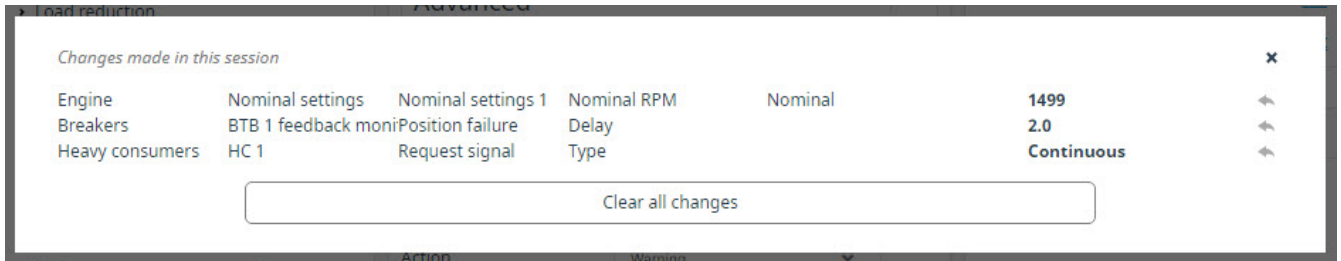 Load reduction
Advanced
Changes made in this session
Engine Nominal settings Nominal settings 1 Nominal RPM Nominal 1499
Breakers BTB 1 feedback moni Position failure Delay 2.0
Heavy consumers HC 1 Request signal Type Continuous
Clear all changes
Action Warning